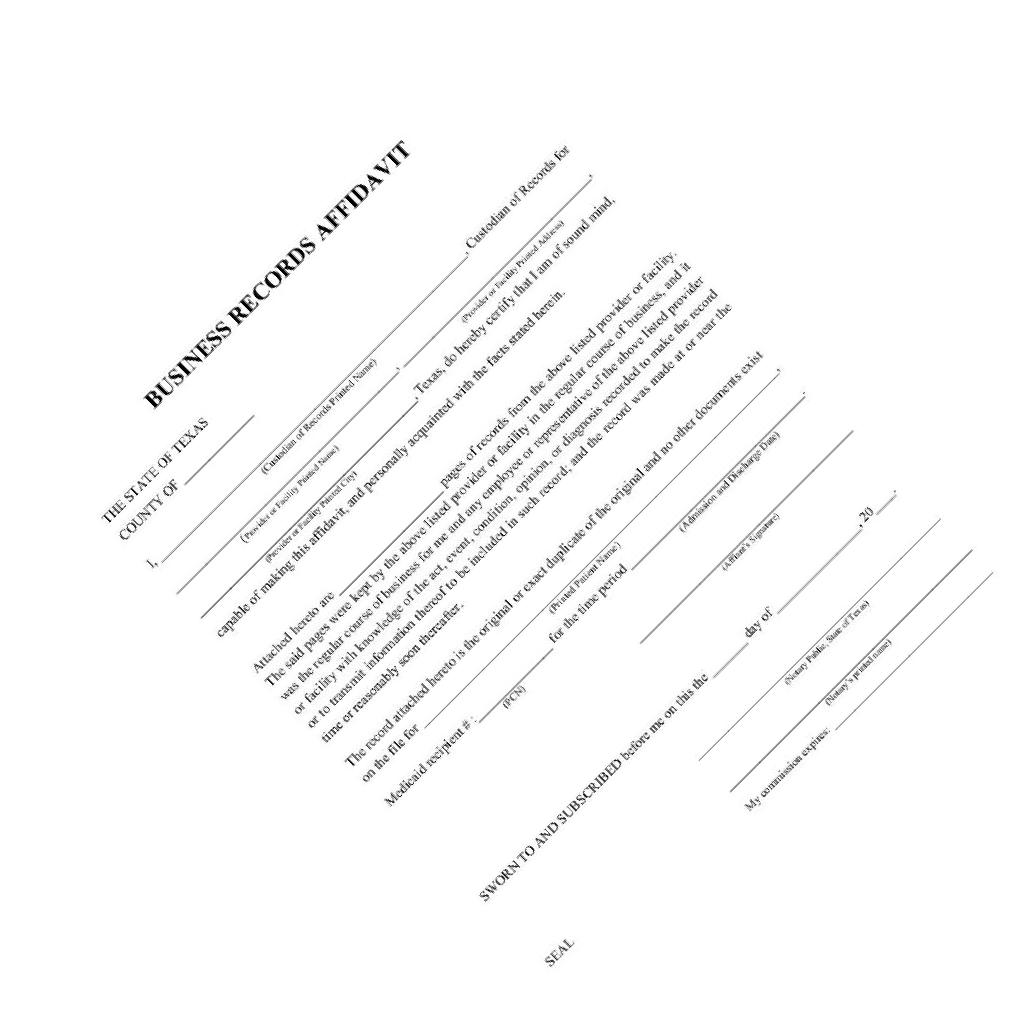 BUSINESS RECORDS AFFIDAVIT
THE STATE OF TEXAS
COUNTY OF ____________
I, ______________________________, Custodian of Records for
(Custodian of Records Printed Name)
______________________________, ______________________________,
(Provider or Facility Printed Name) (Provider or Facility Printed Address)
______________________________, Texas, do hereby certify that I am of sound mind,
(Provider or Facility Printed City)
capable of making this affidavit, and personally acquainted with the facts stated herein.
Attached hereto are ______________ pages of records from the above listed provider or facility.
The said pages were kept by the above listed provider or facility in the regular course of business, and it
was the regular course of business for me and any employee or representative of the above listed provider
or facility with knowledge of the act, event, condition, opinion, or diagnosis recorded to make the record
or to transmit information thereof to be included in such record; and the record was made at or near the
time or reasonably soon thereafter.
The record attached hereto is the original or exact duplicate of the original and no other documents exist
on the file for ______________________________,
(Printed Patient Name)
Medicaid recipient #: ____________ for the time period ______________________.
(PCN) (Admission and Discharge Date)
______________________________
(Affiant's Signature)
SWORN TO AND SUBSCRIBED before me on this the ______ day of ______________, 20 ____.
______________________________
(Notary Public, State of Texas)
______________________________
(Notary's printed name)
SEAL My commission expires: ____________________